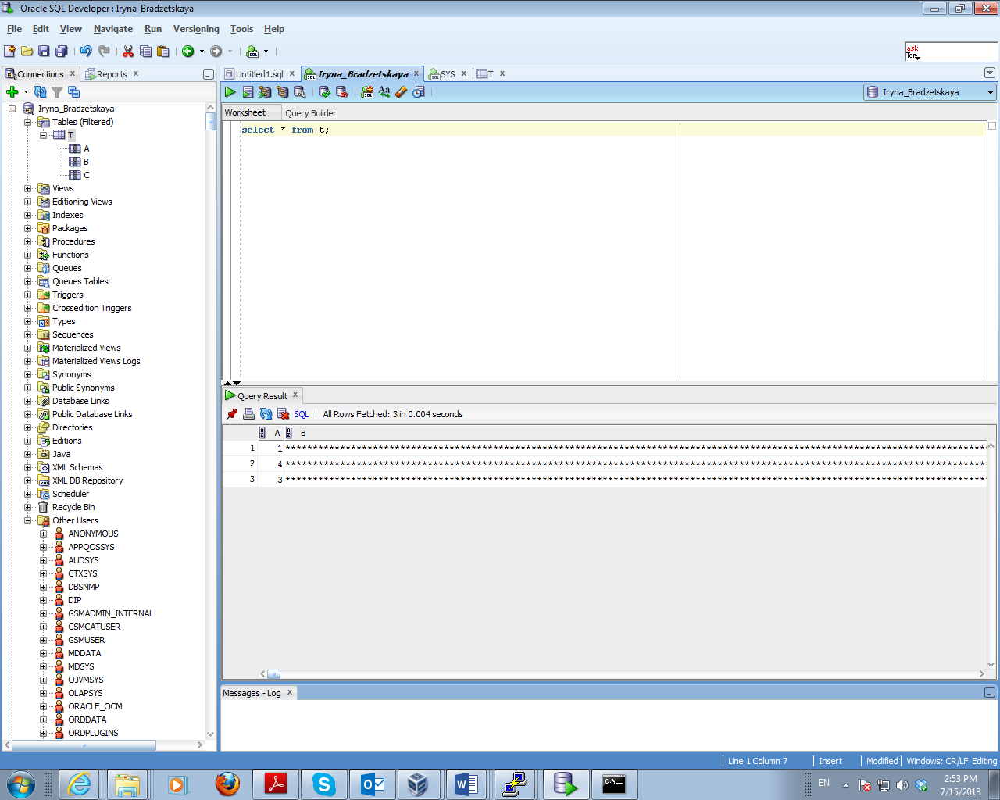 Oracle SQL Developer : Iryna_Bradzetskaya
File Edit View Navigate Run Versioning Tools Help
ask
Tom
Connections x Reports x
Untitled1.sql x Iryna_Bradzetskaya x SYS x T x
Iryna_Bradzetskaya
Worksheet Query Builder
select * from t;
Iryna_Bradzetskaya
Tables (Filtered)
T
A
B
C
Views
Editioning Views
Indexes
Packages
Procedures
Functions
Queues
Queues Tables
Triggers
Crossedition Triggers
Types
Sequences
Materialized Views
Materialized Views Logs
Synonyms
Public Synonyms
Database Links
Public Database Links
Directories
Editions
Java
XML Schemas
XML DB Repository
Scheduler
Recycle Bin
Other Users
ANONYMOUS
APPQOSSYS
AUDSYS
CTXSYS
DBSNMP
DIP
GSMADMIN_INTERNAL
GSMCATUSER
GSMUSER
MDDATA
MDSYS
OJVMSYS
OLAPSYS
ORACLE_OCM
ORDDATA
ORDPLUGINS
Query Result x
SQL | All Rows Fetched: 3 in 0.004 seconds
A B
1 1
2 4
3 3
Messages - Log x
Line 1 Column 7 | Insert | Modified | Windows: CR/LF Editing
EN
2:53 PM
7/15/2013